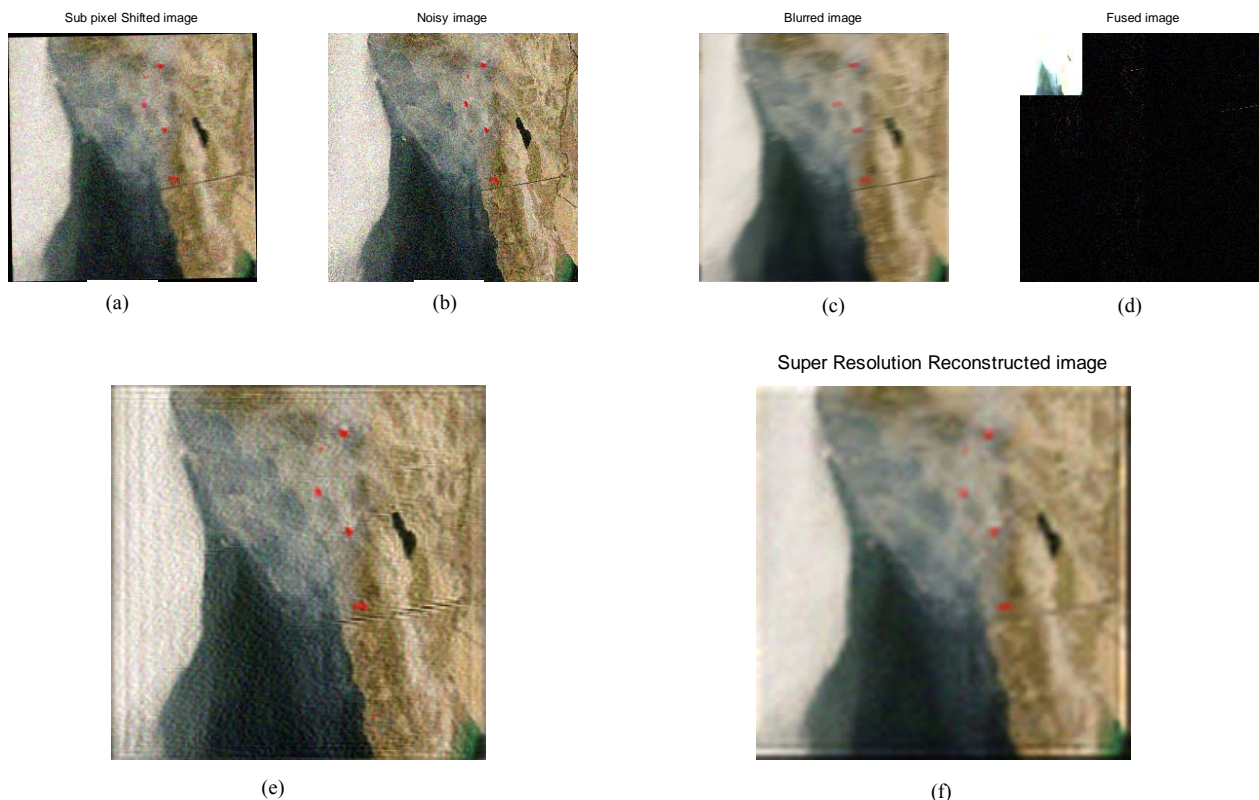 Sub pixel Shifted image
Noisy image
Blurred image
Fused image
(a)
(b)
(c)
(d)
Super Resolution Reconstructed image
(e)
(f)